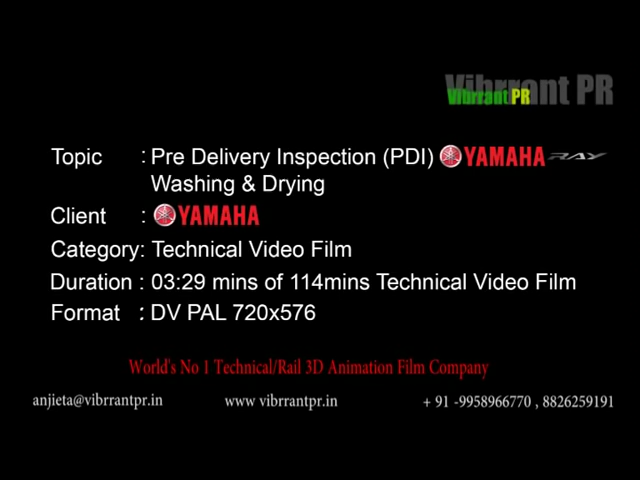 Vibrrant PR
Vibrrant PR
Topic : Pre Delivery Inspection (PDI) YAMAHA RAY
Washing & Drying
Client : YAMAHA
Category: Technical Video Film
Duration : 03:29 mins of 114mins Technical Video Film
Format : DV PAL 720x576
World's No 1 Technical/Rail 3D Animation Film Company
anjieta@vibrrantpr.in www vibrrantpr.in + 91 -9958966770 , 8826259191